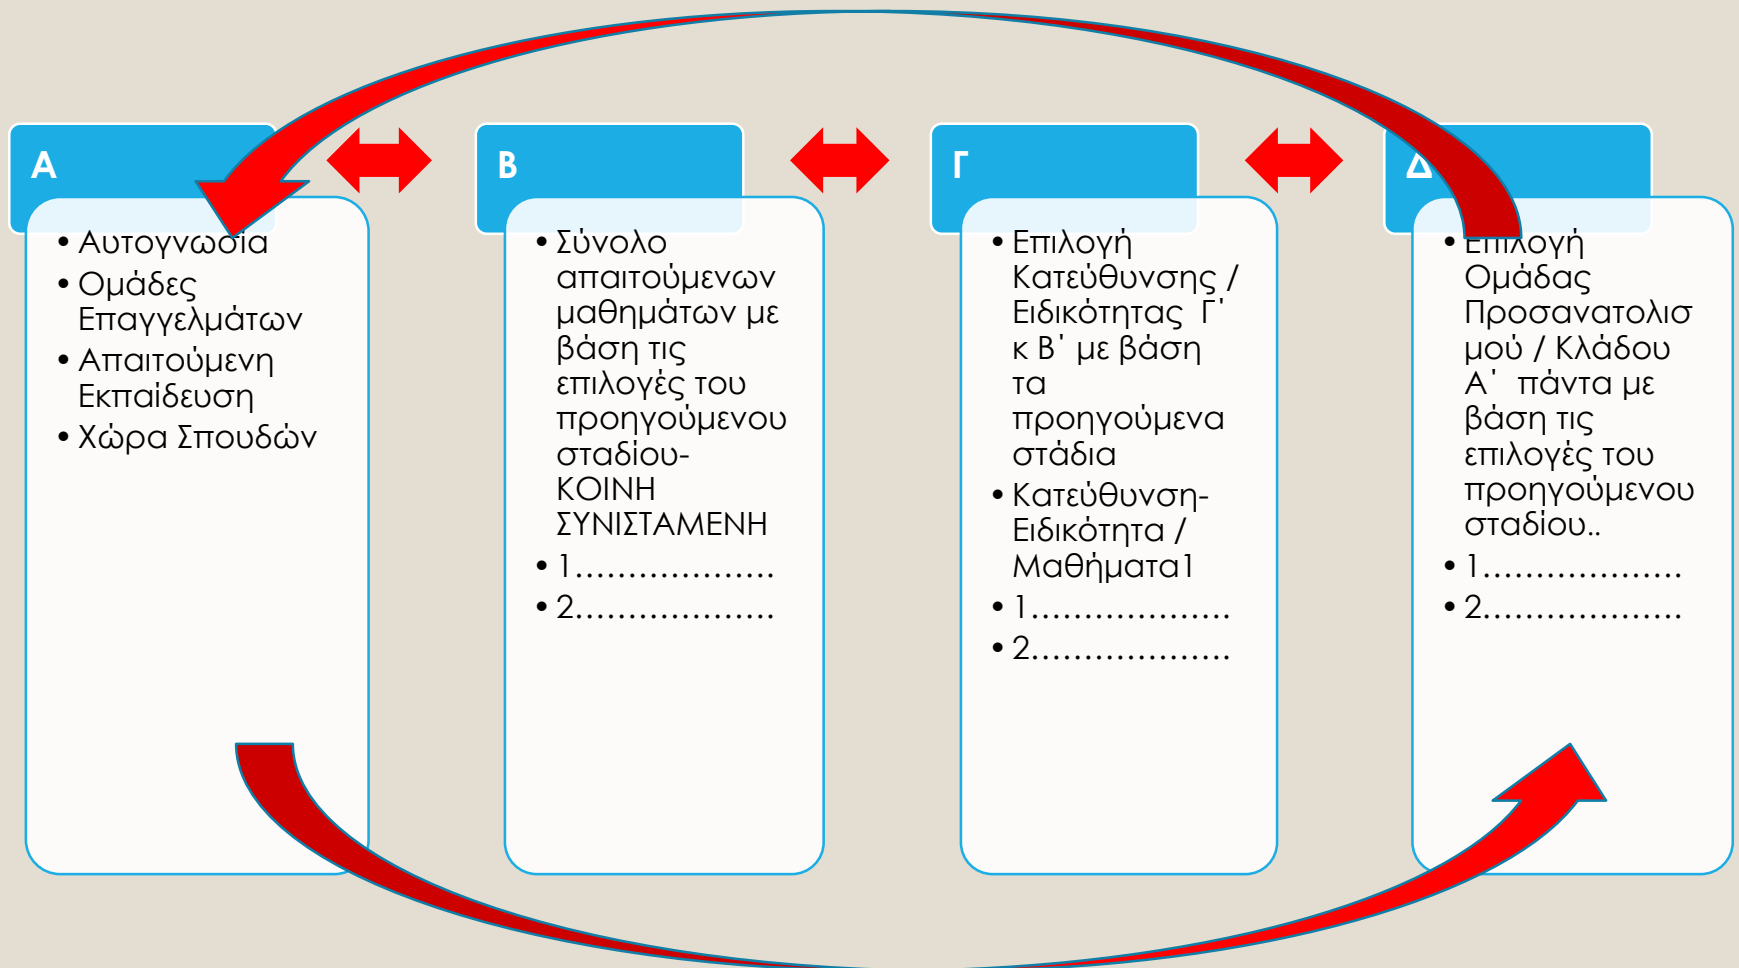 Α
• Αυτογνωσία
• Ομάδες
Επαγγελμάτων
• Απαιτούμενη
Εκπαίδευση
• Χώρα Σπουδών
Β
• Σύνολο
απαιτούμενων
μαθημάτων με
βάση τις
επιλογές του
προηγούμενου
σταδίου-
ΚΟΙΝΗ
ΣΥΝΙΣΤΑΜΕΝΗ
• 1...................
• 2...................
Γ
• Επιλογή
Κατεύθυνσης /
Ειδικότητας Γ΄
κ Β΄ με βάση
τα
προηγούμενα
στάδια
• Κατεύθυνση-
Ειδικότητα /
Μαθήματα1
• 1...................
• 2...................
Δ
• Επιλογή
Ομάδας
Προσανατολισ
μού / Κλάδου
Α΄ πάντα με
βάση τις
επιλογές του
προηγούμενου
σταδίου..
• 1...................
• 2...................